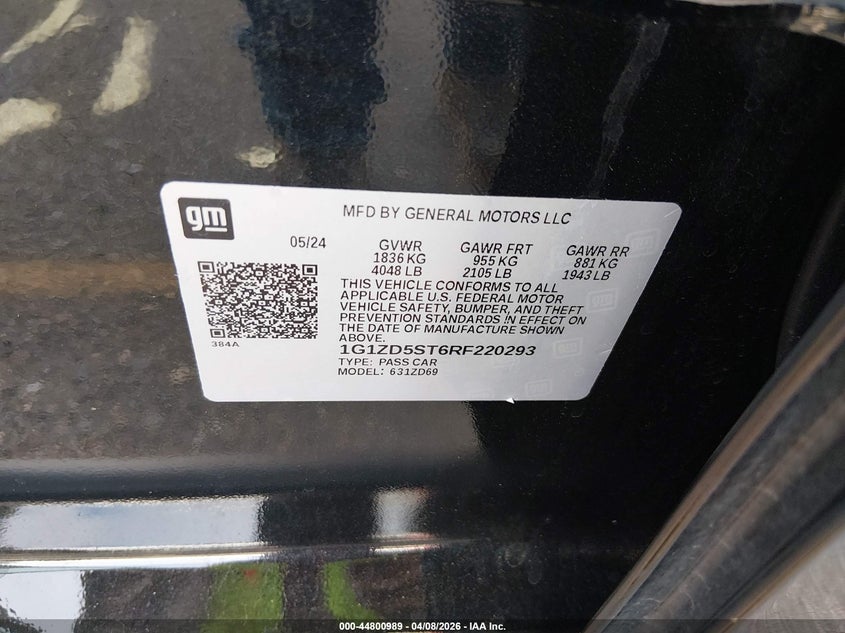 gm
MFD BY GENERAL MOTORS LLC
05/24 GVWR GAWR FRT GAWR RR
1836 KG 955 KG 881 KG
4048 LB 2105 LB 1943 LB
THIS VEHICLE CONFORMS TO ALL
APPLICABLE U.S. FEDERAL MOTOR
VEHICLE SAFETY, BUMPER, AND THEFT
PREVENTION STANDARDS IN EFFECT ON
THE DATE OF MANUFACTURE SHOWN
ABOVE.
384A
1G1ZD5ST6RF220293
TYPE: PASS CAR
MODEL: 631ZD69
000-44800989 - 04/08/2026 - IAA Inc.